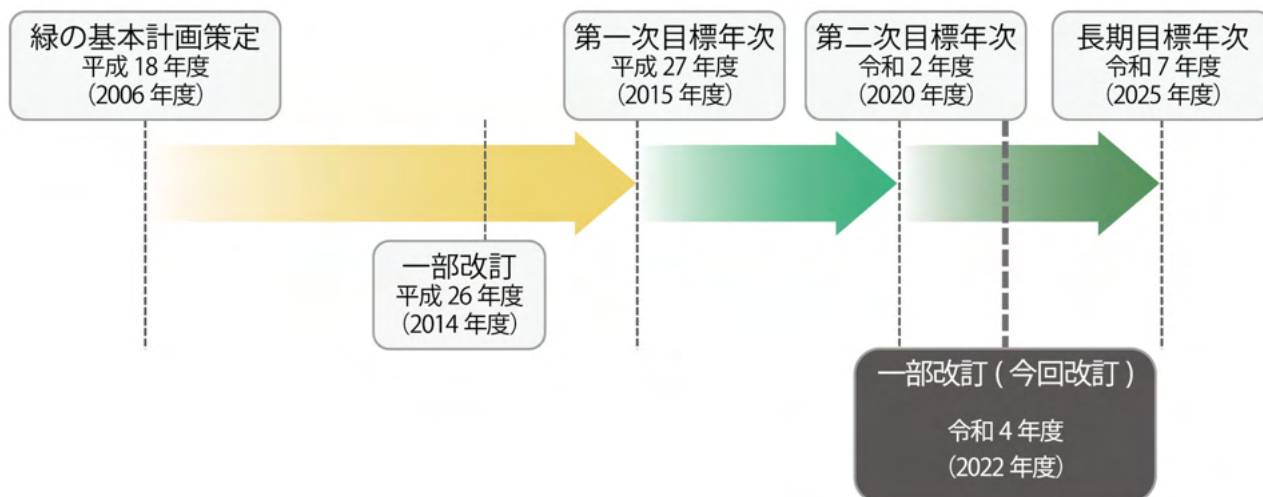 緑の基本計画策定
平成 18 年度
（2006 年度）
第一次目標年次
平成 27 年度
（2015 年度）
第二次目標年次
令和 2 年度
（2020 年度）
長期目標年次
令和 7 年度
（2025 年度）
一部改訂
平成 26 年度
（2014 年度）
一部改訂 ( 今回改訂 )
令和 4 年度
（2022 年度）